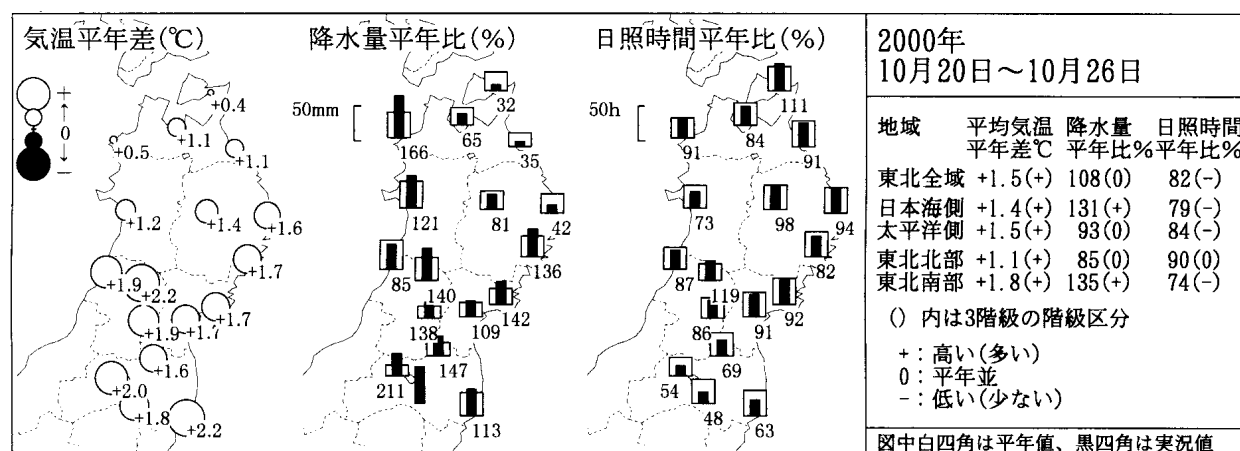 気温平年差(℃)
+
↑
0
↓
−
+0.4
+1.1
+0.5
+1.1
+1.2
+1.4
+1.6
+1.7
+1.9
+2.2
+1.7
+1.9
+1.7
+1.6
+2.0
+1.8
+2.2
降水量平年比(%)
50mm
32
65
35
166
121
81
42
136
85
140
142
138
109
147
211
113
日照時間平年比(%)
50h
111
84
91
91
73
98
94
82
87
119
92
86
91
69
54
48
63
2000年
10月20日～10月26日
地域 平均気温 降水量 日照時間
平年差℃ 平年比% 平年比%
東北全域 +1.5(+) 108(0) 82(-)
日本海側 +1.4(+) 131(+) 79(-)
太平洋側 +1.5(+) 93(0) 84(-)
東北北部 +1.1(+) 85(0) 90(0)
東北南部 +1.8(+) 135(+) 74(-)
() 内は3階級の階級区分
+：高い(多い)
0：平年並
-：低い(少ない)
図中白四角は平年値、黒四角は実況値